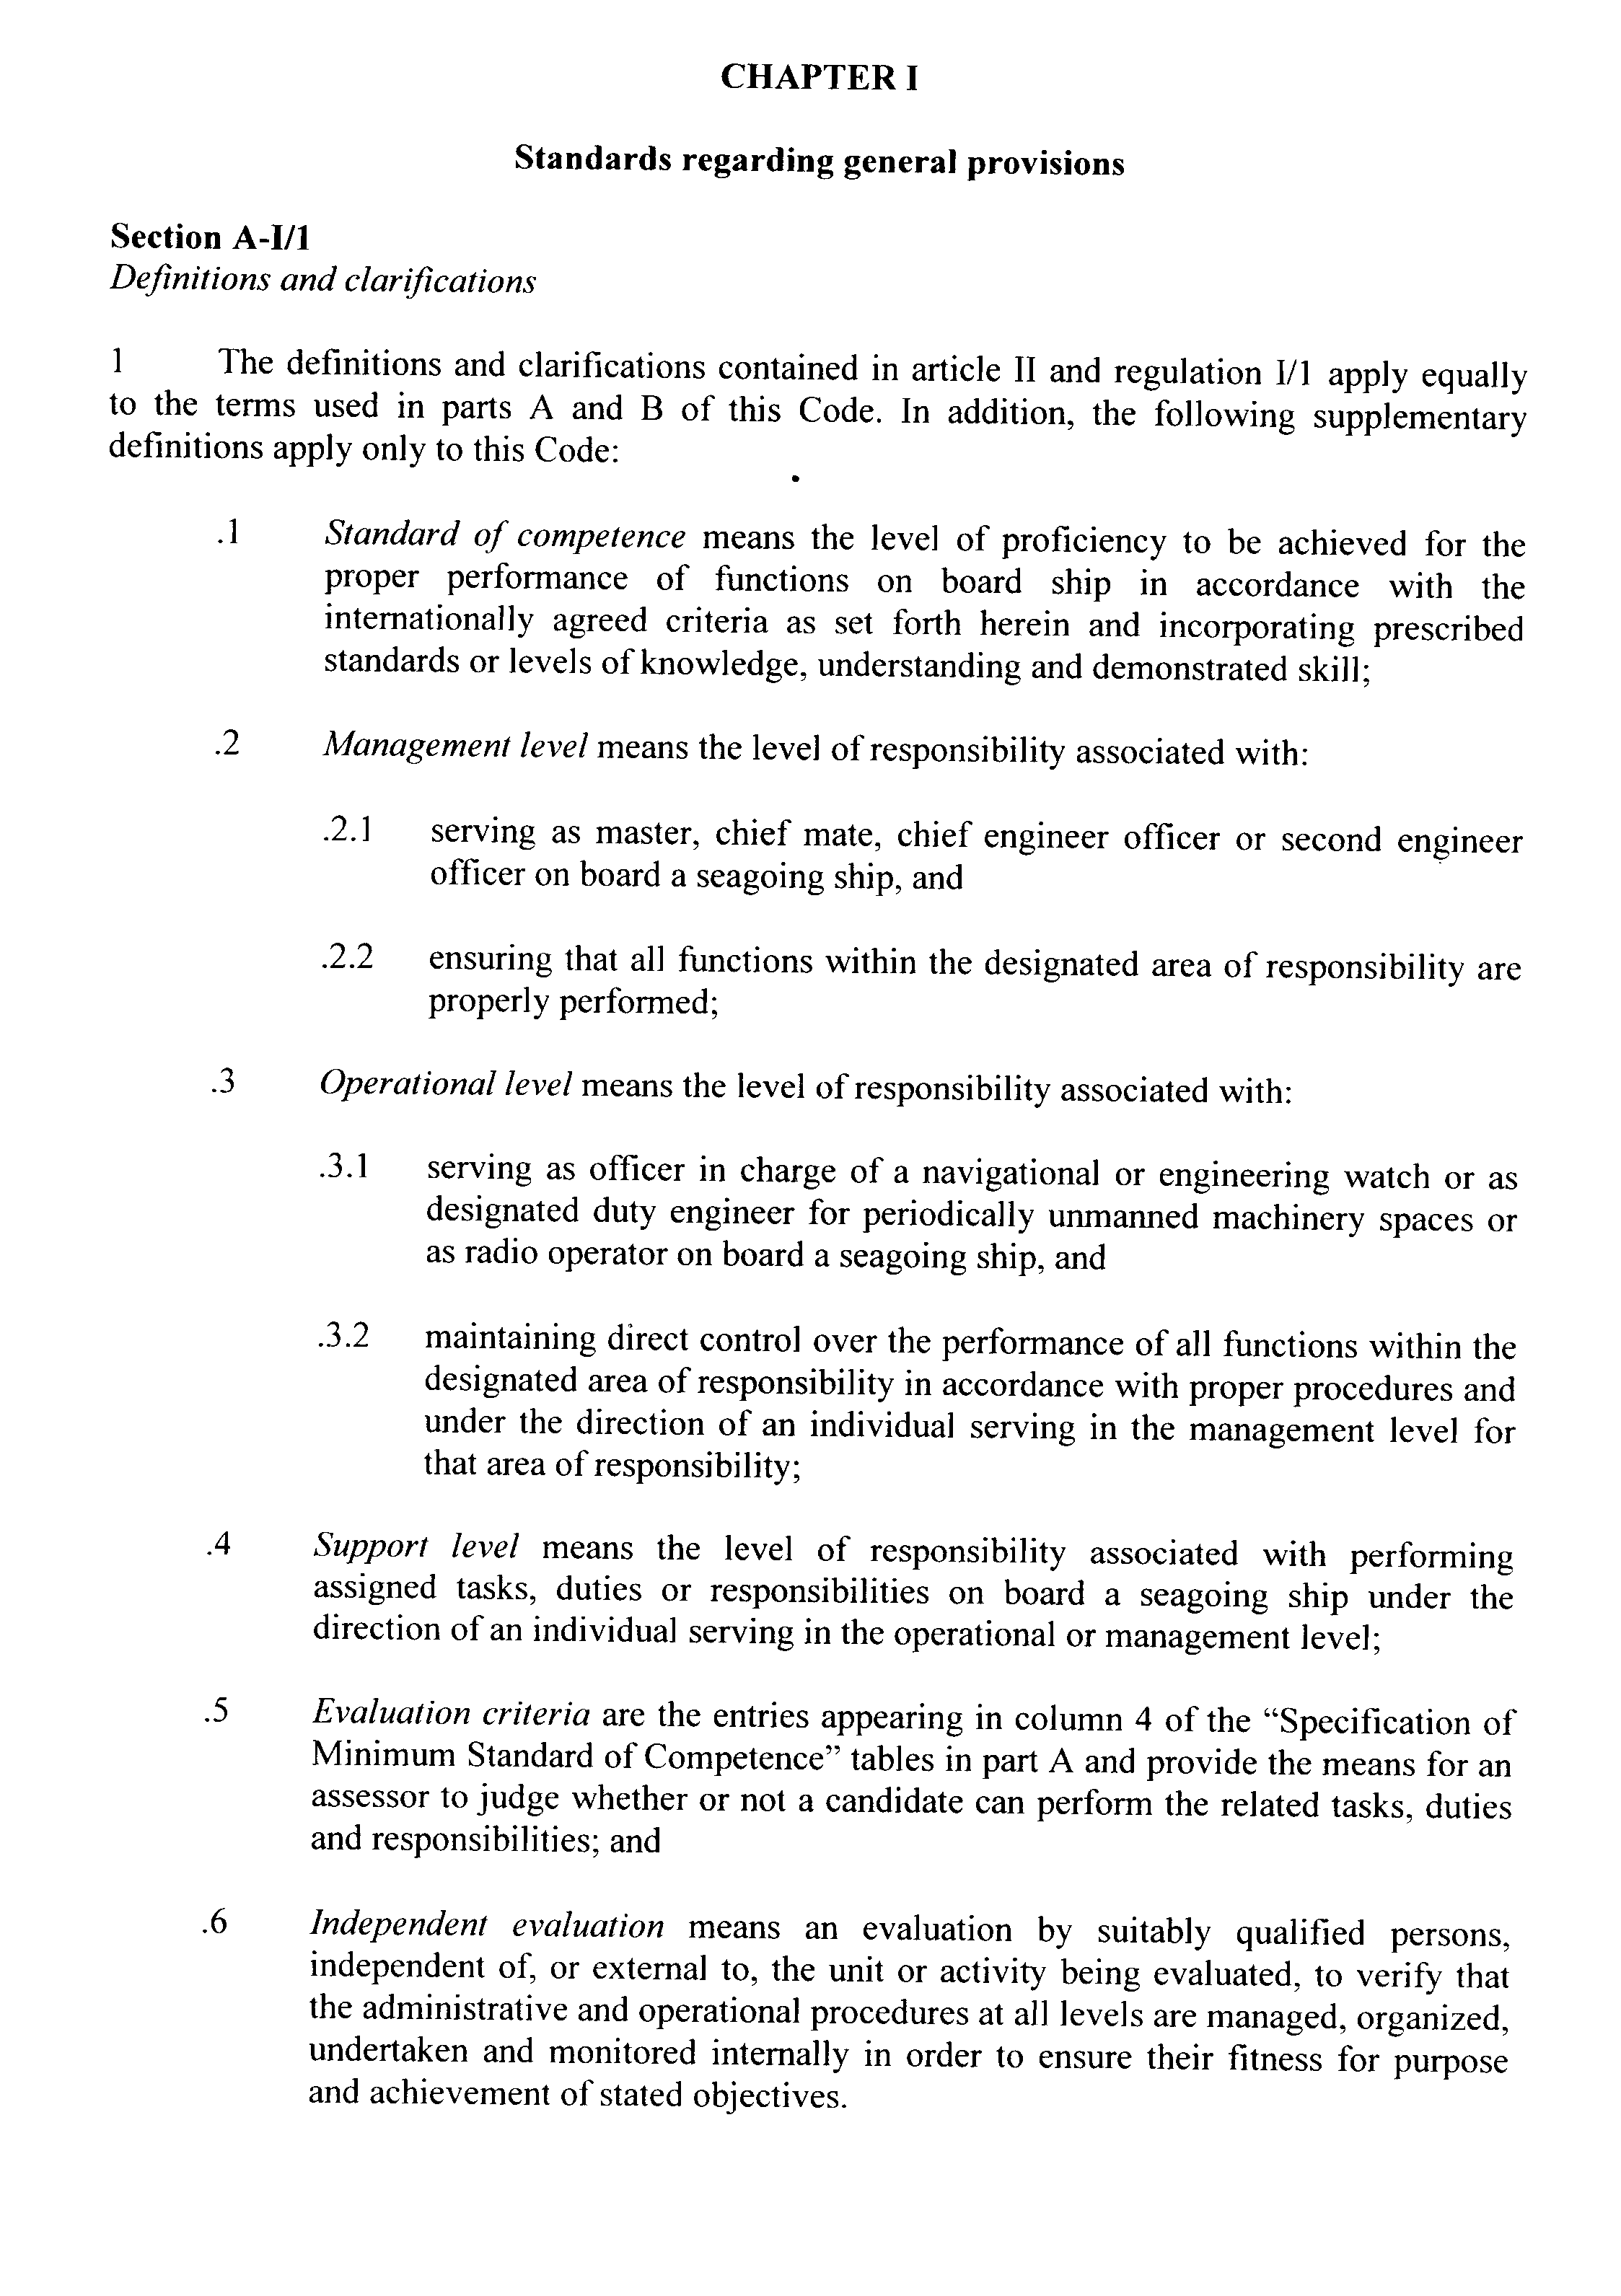 CHAPTER I
Standards regarding general provisions
Section A-I/1
Definitions and clarifications
1 The definitions and clarifications contained in article II and regulation I/1 apply equally
to the terms used in parts A and B of this Code. In addition, the following supplementary
definitions apply only to this Code:
.1 Standard of competence means the level of proficiency to be achieved for the
proper performance of functions on board ship in accordance with the
internationally agreed criteria as set forth herein and incorporating prescribed
standards or levels of knowledge, understanding and demonstrated skill;
.2 Management level means the level of responsibility associated with:
.2.1 serving as master, chief mate, chief engineer officer or second engineer
officer on board a seagoing ship, and
.2.2 ensuring that all functions within the designated area of responsibility are
properly performed;
.3 Operational level means the level of responsibility associated with:
.3.1 serving as officer in charge of a navigational or engineering watch or as
designated duty engineer for periodically unmanned machinery spaces or
as radio operator on board a seagoing ship, and
.3.2 maintaining direct control over the performance of all functions within the
designated area of responsibility in accordance with proper procedures and
under the direction of an individual serving in the management level for
that area of responsibility;
.4 Support level means the level of responsibility associated with performing
assigned tasks, duties or responsibilities on board a seagoing ship under the
direction of an individual serving in the operational or management level;
.5 Evaluation criteria are the entries appearing in column 4 of the “Specification of
Minimum Standard of Competence” tables in part A and provide the means for an
assessor to judge whether or not a candidate can perform the related tasks, duties
and responsibilities; and
.6 Independent evaluation means an evaluation by suitably qualified persons,
independent of, or external to, the unit or activity being evaluated, to verify that
the administrative and operational procedures at all levels are managed, organized,
undertaken and monitored internally in order to ensure their fitness for purpose
and achievement of stated objectives.